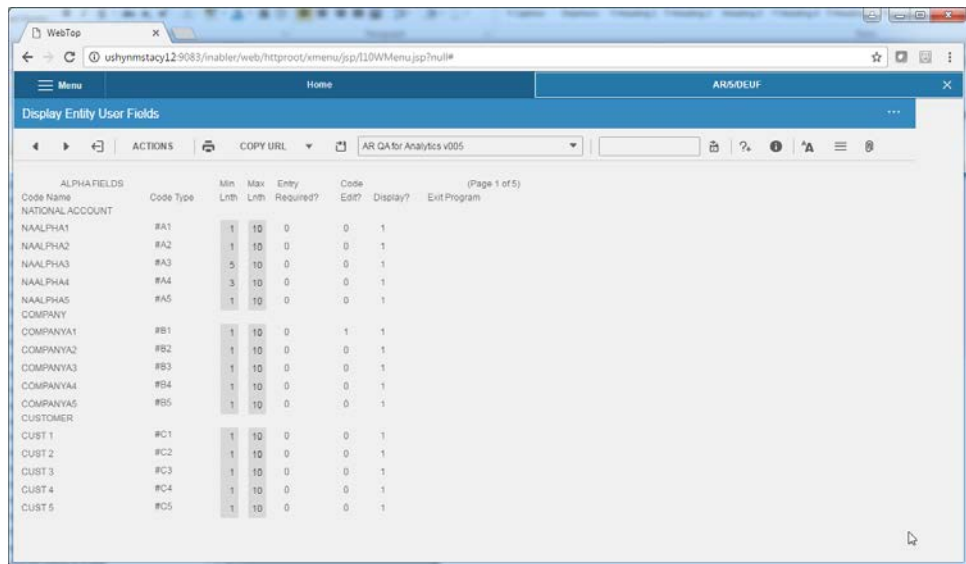 WebTop
ushynmstacy12:9083/inabler/web/httproot/xmenu/jsp/I10WMenu.jsp?null#
Menu Home AR/5/DEUF
Display Entity User Fields
ACTIONS COPY URL AR QA for Analytics v005
ALPHA FIELDS Min Max Entry Code (Page 1 of 5)
Code Name Code Type Lnth Lnth Required? Edit? Display? Exit Program
NATIONAL ACCOUNT
NAALPHA1 #A1 1 10 0 0 1
NAALPHA2 #A2 1 10 0 0 1
NAALPHA3 #A3 5 10 0 0 1
NAALPHA4 #A4 3 10 0 0 1
NAALPHA5 #A5 1 10 0 0 1
COMPANY
COMPANYA1 #B1 1 10 0 1 1
COMPANYA2 #B2 1 10 0 0 1
COMPANYA3 #B3 1 10 0 0 1
COMPANYA4 #B4 1 10 0 0 1
COMPANYA5 #B5 1 10 0 0 1
CUSTOMER
CUST 1 #C1 1 10 0 0 1
CUST 2 #C2 1 10 0 0 1
CUST 3 #C3 1 10 0 0 1
CUST 4 #C4 1 10 0 0 1
CUST 5 #C5 1 10 0 0 1